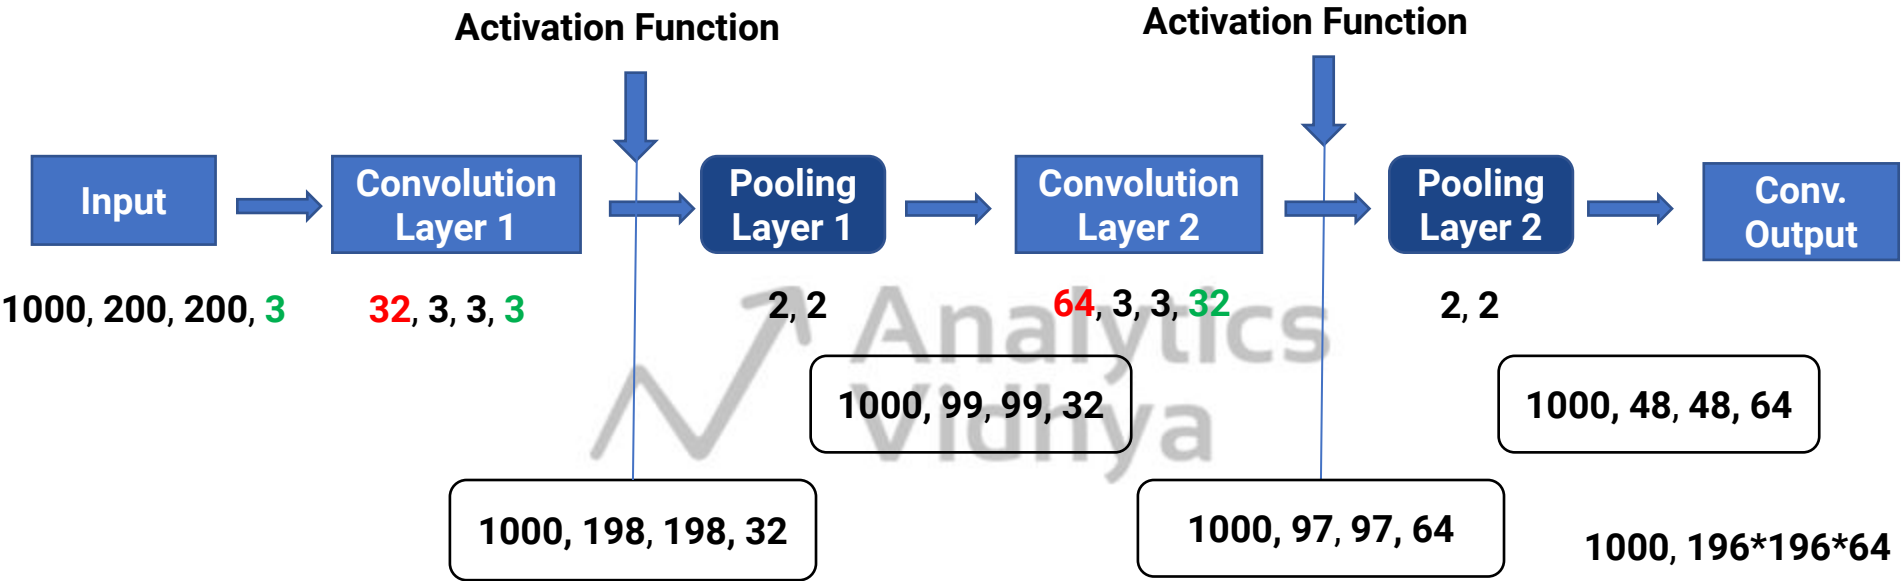 Activation Function
Activation Function
Input
Convolution
Layer 1
Pooling
Layer 1
Convolution
Layer 2
Pooling
Layer 2
Conv.
Output
1000, 200, 200, 3
32, 3, 3, 3
2, 2
64, 3, 3, 32
2, 2
Analytics
Vidhya
1000, 99, 99, 32
1000, 48, 48, 64
1000, 198, 198, 32
1000, 97, 97, 64
1000, 196*196*64